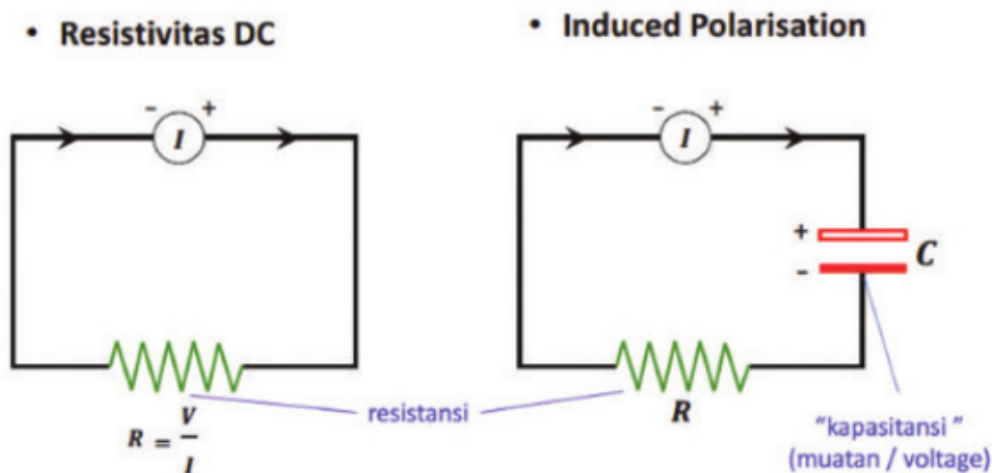 • Resistivitas DC
• Induced Polarisation
- I +
- I +
+
- C
resistansi
R = V / I
R
"kapasitansi"
(muatan / voltage)